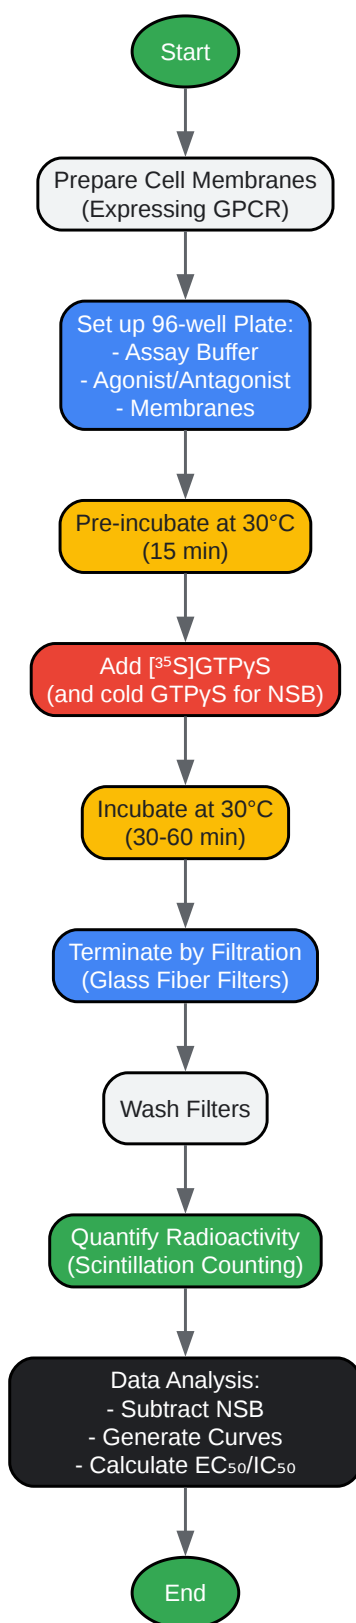 Start
Prepare Cell Membranes
(Expressing GPCR)
Set up 96-well Plate:
- Assay Buffer
- Agonist/Antagonist
- Membranes
Pre-incubate at 30°C
(15 min)
Add [³⁵S]GTPγS
(and cold GTPγS for NSB)
Incubate at 30°C
(30-60 min)
Terminate by Filtration
(Glass Fiber Filters)
Wash Filters
Quantify Radioactivity
(Scintillation Counting)
Data Analysis:
- Subtract NSB
- Generate Curves
- Calculate EC₅₀/IC₅₀
End